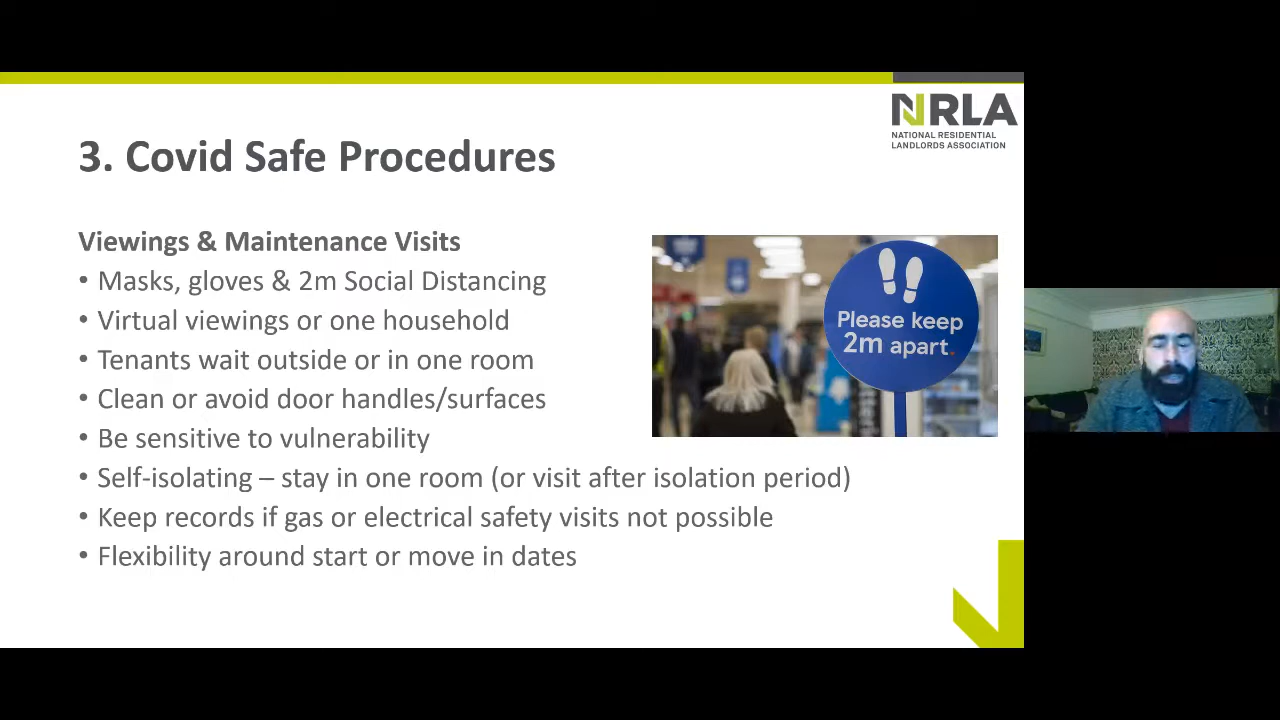 NRLA
NATIONAL RESIDENTIAL
LANDLORDS ASSOCIATION
3. Covid Safe Procedures
Viewings & Maintenance Visits
• Masks, gloves & 2m Social Distancing
• Virtual viewings or one household
• Tenants wait outside or in one room
• Clean or avoid door handles/surfaces
• Be sensitive to vulnerability
• Self-isolating – stay in one room (or visit after isolation period)
• Keep records if gas or electrical safety visits not possible
• Flexibility around start or move in dates
Please keep
2m apart.